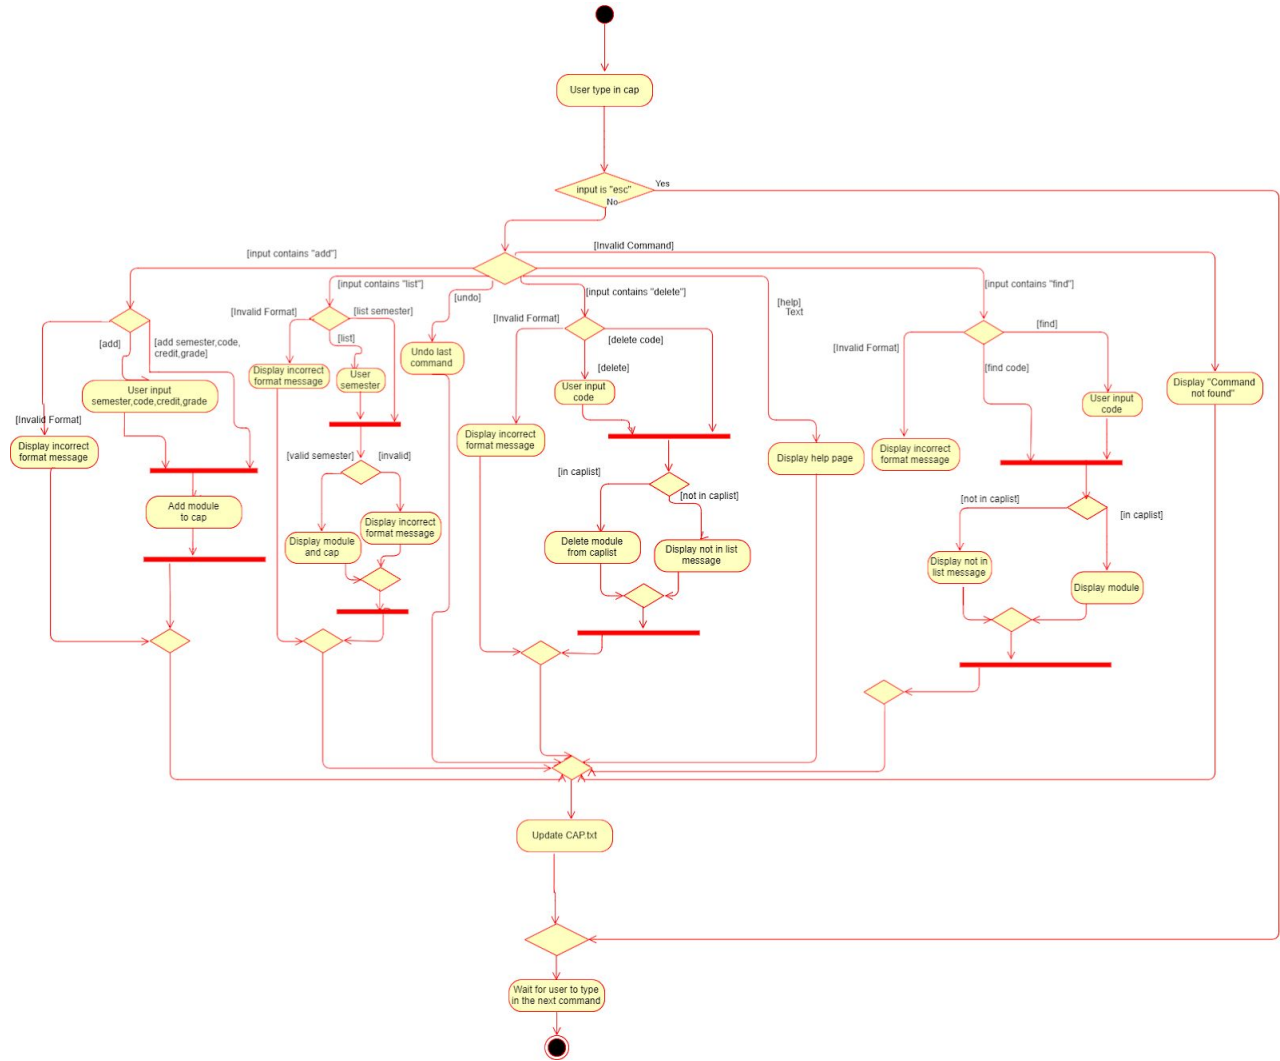 User type in cap
input is "esc"
Yes
No
[Invalid Command]
[input contains "add"]
[input contains "list"]
[undo]
[input contains "delete"]
[help]
Text
[input contains "find"]
[Invalid Format]
[list semester]
[Invalid Format]
[find]
[add]
[add semester,code,
credit,grade]
[list]
[delete code]
[Invalid Format]
Undo last
command
[delete]
[find code]
Display incorrect
format message
User
semester
User input
semester,code,credit,grade
User input
code
Display "Command
not found"
User input
code
[Invalid Format]
Display incorrect
format message
Display incorrect
format message
Display help page
Display incorrect
format message
[valid semester]
[invalid]
[in caplist]
[not in caplist]
[not in caplist]
[in caplist]
Add module
to cap
Display incorrect
format message
Display module
and cap
Delete module
from caplist
Display not in list
message
Display not in
list message
Display module
Update CAP.txt
Wait for user to type
in the next command